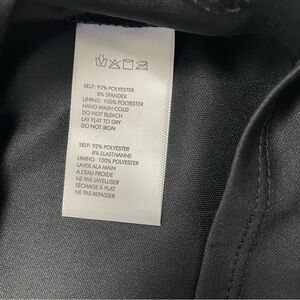 SELF: 92% POLYESTER
8% SPANDEX
LINING: 100% POLYESTER
HAND WASH COLD
DO NOT BLEACH
LAY FLAT TO DRY
DO NOT IRON
SELF: 92% POLYESTER
8% ELASTHANNE
LINING: 100% POLYESTER
LAVER ALA MAIN
A L'EAU FROIDE
NE PAS JAVELLISER
SÉCHAGE À PLAT
NE PAS REPASSER